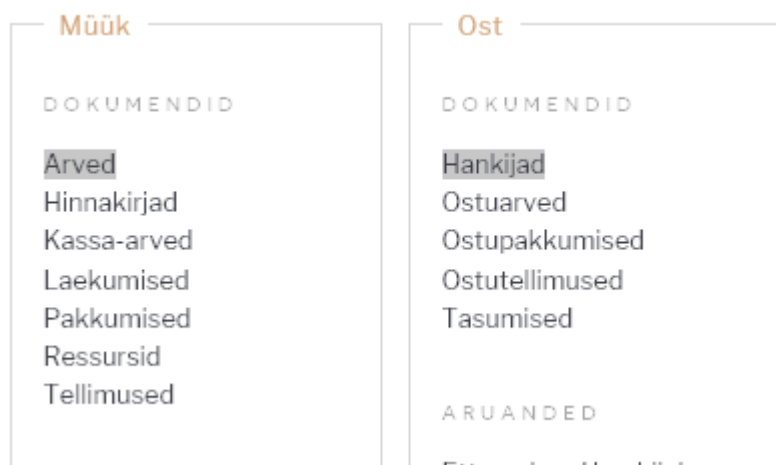 Müük
DOKUMENDID
Arved
Hinnakirjad
Kassa-arved
Laekumised
Pakkumised
Ressursid
Tellimused
Ost
DOKUMENDID
Hankijad
Ostuarved
Ostupakkumised
Ostutellimused
Tasumised
ARUANDED